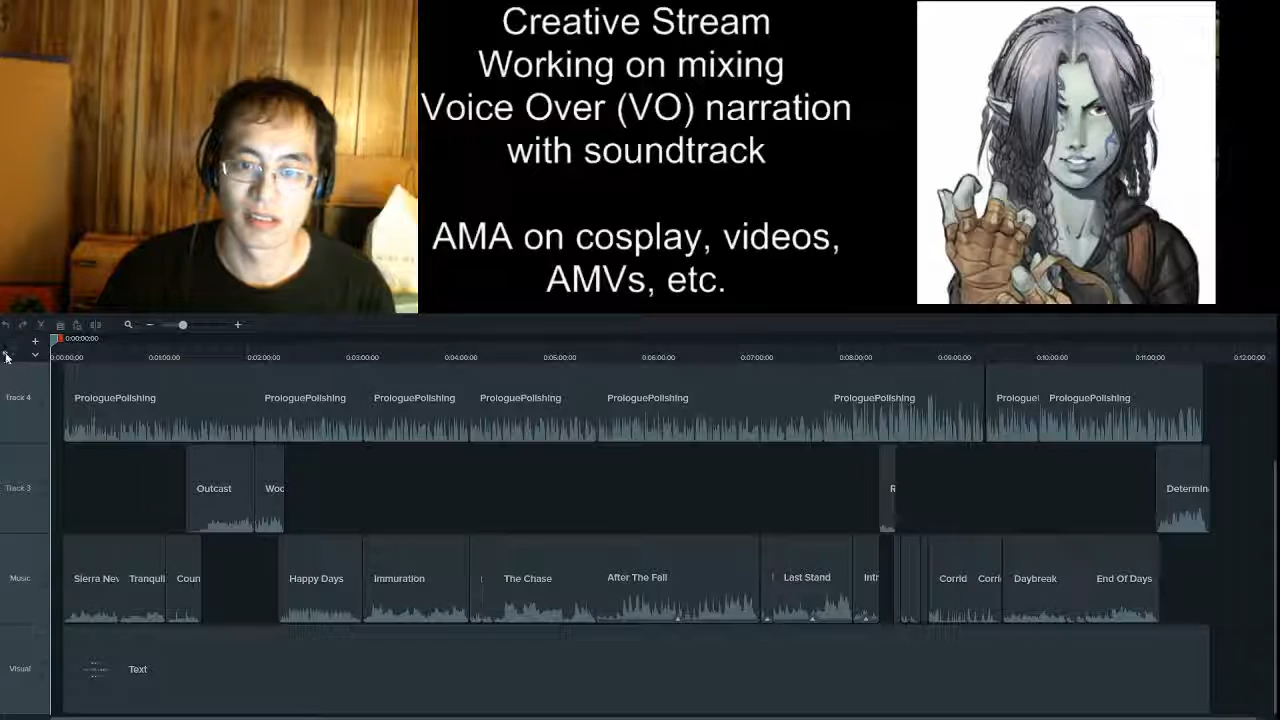 Creative Stream
Working on mixing
Voice Over (VO) narration
with soundtrack
AMA on cosplay, videos,
AMVs, etc.
0:00:00;00
0:00:00;00 0:01:00;00 0:02:00;00 0:03:00;00 0:04:00;00 0:05:00;00 0:06:00;00 0:07:00;00 0:08:00;00 0:09:00;00 0:10:00;00 0:11:00;00 0:12:00;00
Track 4 ProloguePolishing ProloguePolishing ProloguePolishing ProloguePolishing ProloguePolishing ProloguePolishing Prologue ProloguePolishing
Track 3 Outcast Woo R Determin
Music Sierra Nev Tranquil Coun Happy Days Immuration The Chase After The Fall Last Stand Intr Corrid Corri Daybreak End Of Days
Visual Text